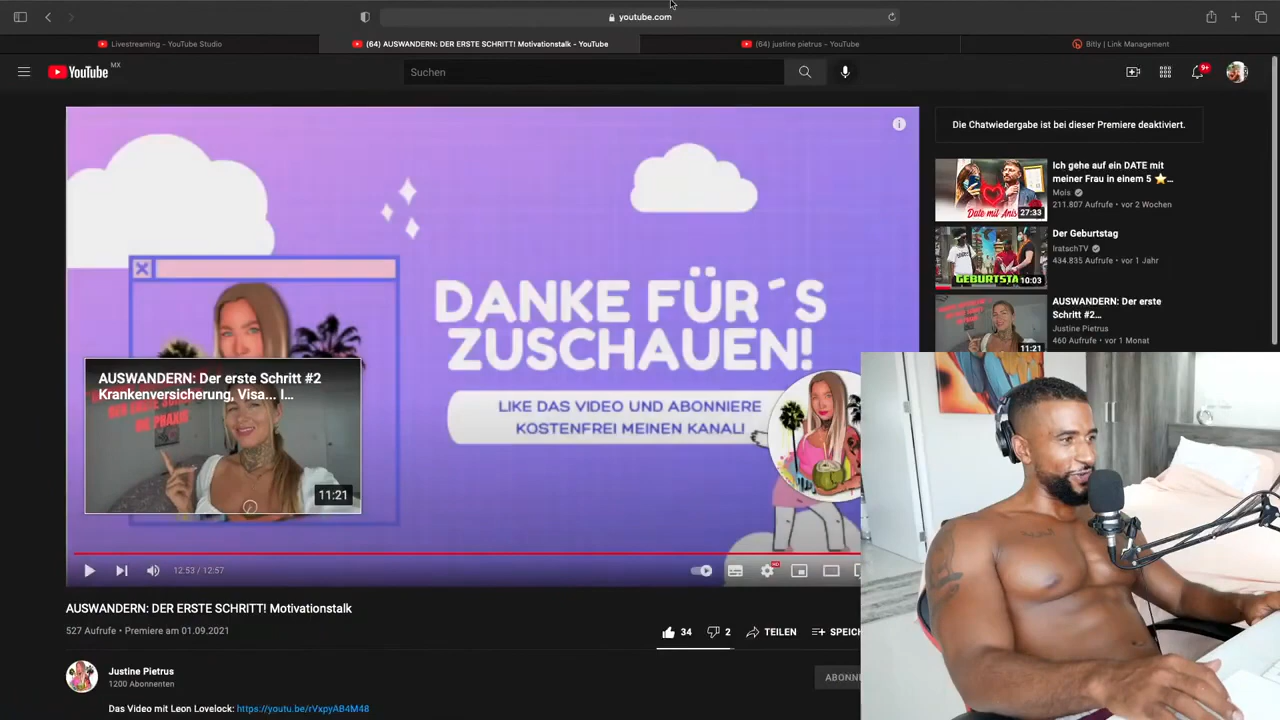 youtube.com
Livestreaming - YouTube Studio
(64) AUSWANDERN: DER ERSTE SCHRITT! Motivationstalk - YouTube
(64) justine pietrus - YouTube
Bitly | Link Management
YouTube MX
Suchen
9+
Die Chatwiedergabe ist bei dieser Premiere deaktiviert.
DANKE FÜR´S
ZUSCHAUEN!
LIKE DAS VIDEO UND ABONNIERE
KOSTENFREI MEINEN KANAL!
AUSWANDERN: Der erste Schritt #2
Krankenversicherung, Visa... I...
11:21
Date mit Anis
27:33
Ich gehe auf ein DATE mit
meiner Frau in einem 5 ⭐...
Mois
211.807 Aufrufe • vor 2 Wochen
GEBURTSTA
10:03
Der Geburtstag
IratschTV
434.835 Aufrufe • vor 1 Jahr
11:21
AUSWANDERN: Der erste
Schritt #2...
Justine Pietrus
460 Aufrufe • vor 1 Monat
12:53 / 12:57
HD
AUSWANDERN: DER ERSTE SCHRITT! Motivationstalk
527 Aufrufe • Premiere am 01.09.2021
34
2
TEILEN
SPEICH
Justine Pietrus
1200 Abonnenten
ABONN
Das Video mit Leon Lovelock: https://youtu.be/rVxpyAB4M48